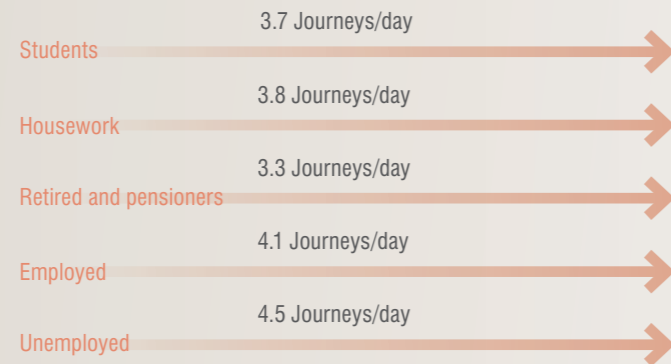 3.7 Journeys/day
Students
3.8 Journeys/day
Housework
3.3 Journeys/day
Retired and pensioners
4.1 Journeys/day
Employed
4.5 Journeys/day
Unemployed